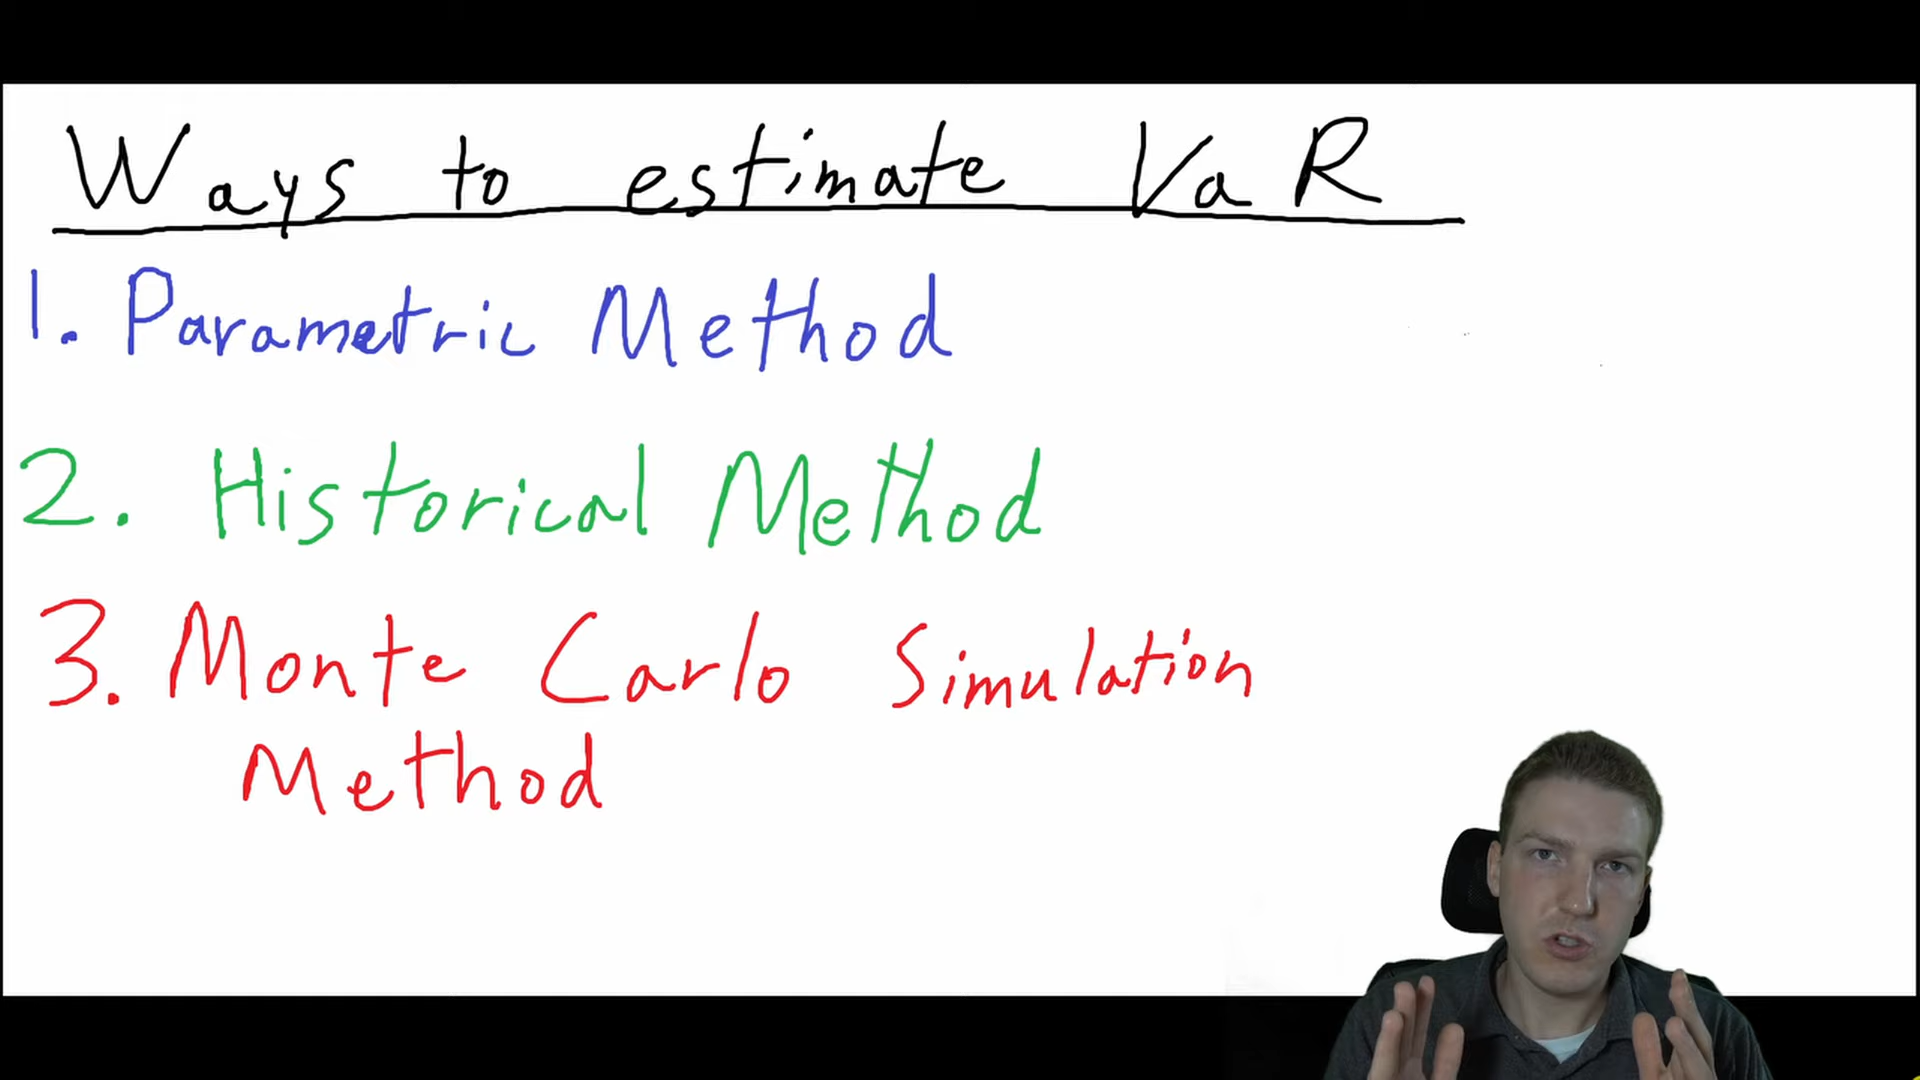 Ways to estimate VaR
1. Parametric Method
2. Historical Method
3. Monte Carlo Simulation
Method